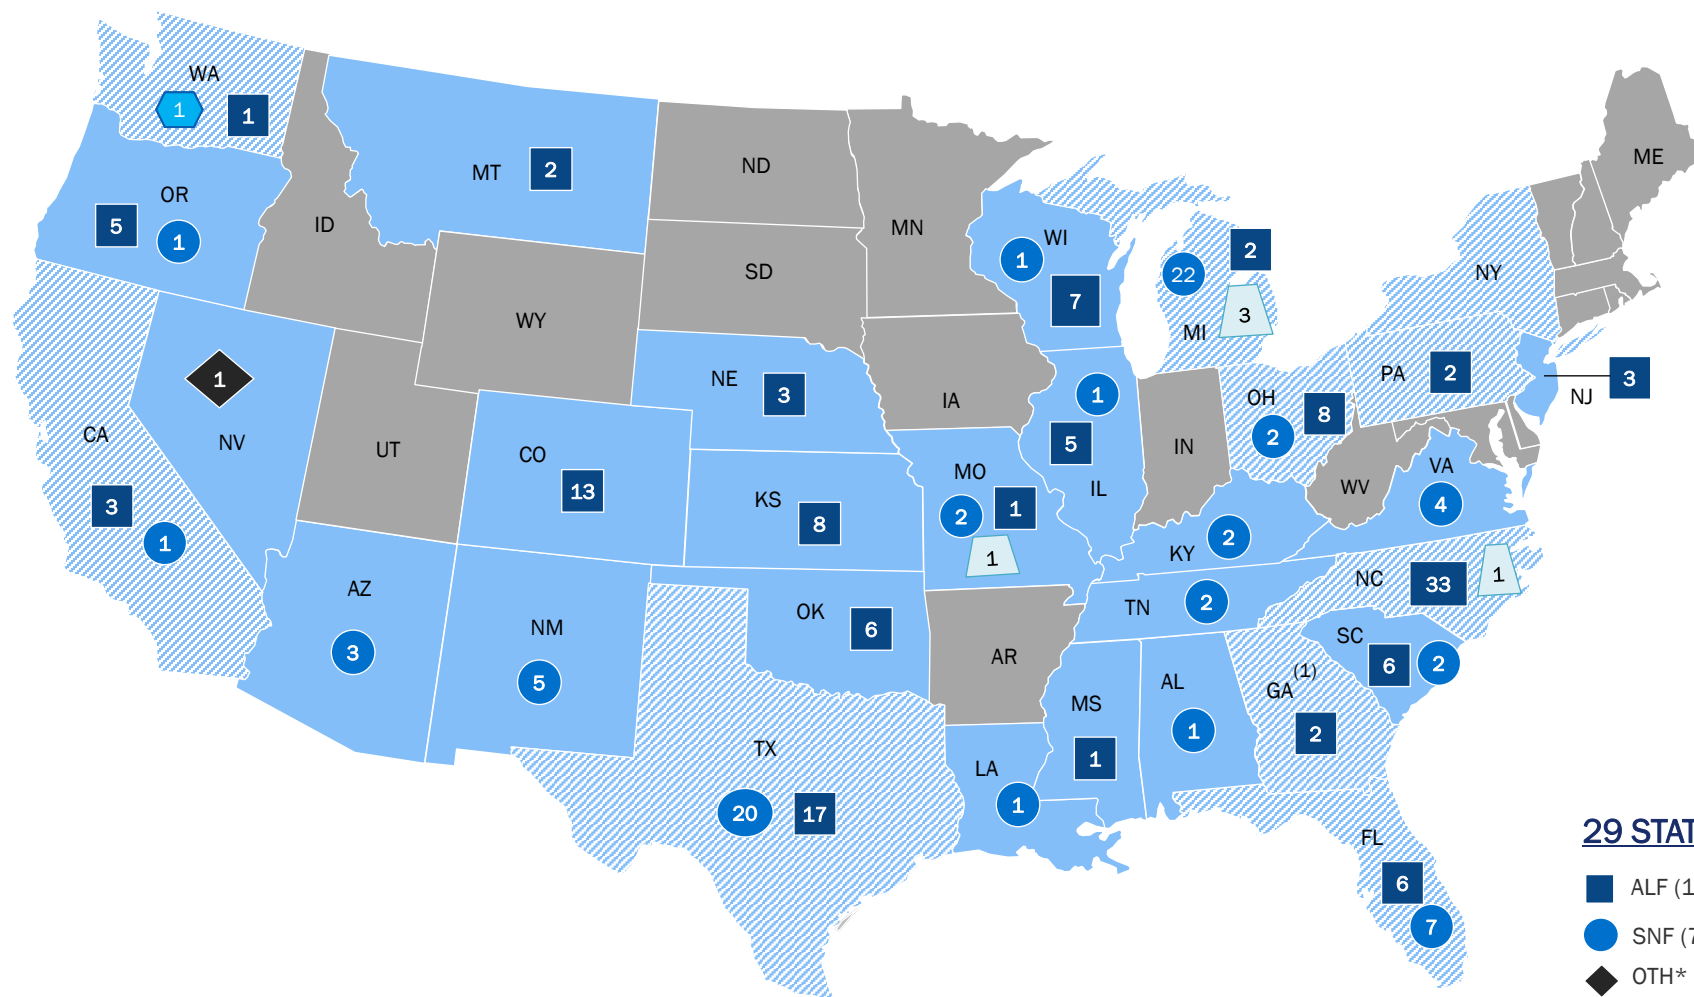 WA
1
1
MT
2
OR
5
1
ID
ND
MN
SD
WY
WI
1
7
2
22
3
MI
NY
ME
NV
1
UT
CA
3
1
CO
13
NE
3
KS
8
IA
1
5
IL
MO
2
1
1
IN
OH
2
8
PA
2
3
NJ
WV
VA
4
KY
2
TN
2
NC
33
1
AZ
3
NM
5
OK
6
AR
SC
6
2
GA (1)
2
AL
1
MS
1
LA
1
TX
20
17
FL
6
7
29 STAT
ALF (1
SNF (7
OTH*